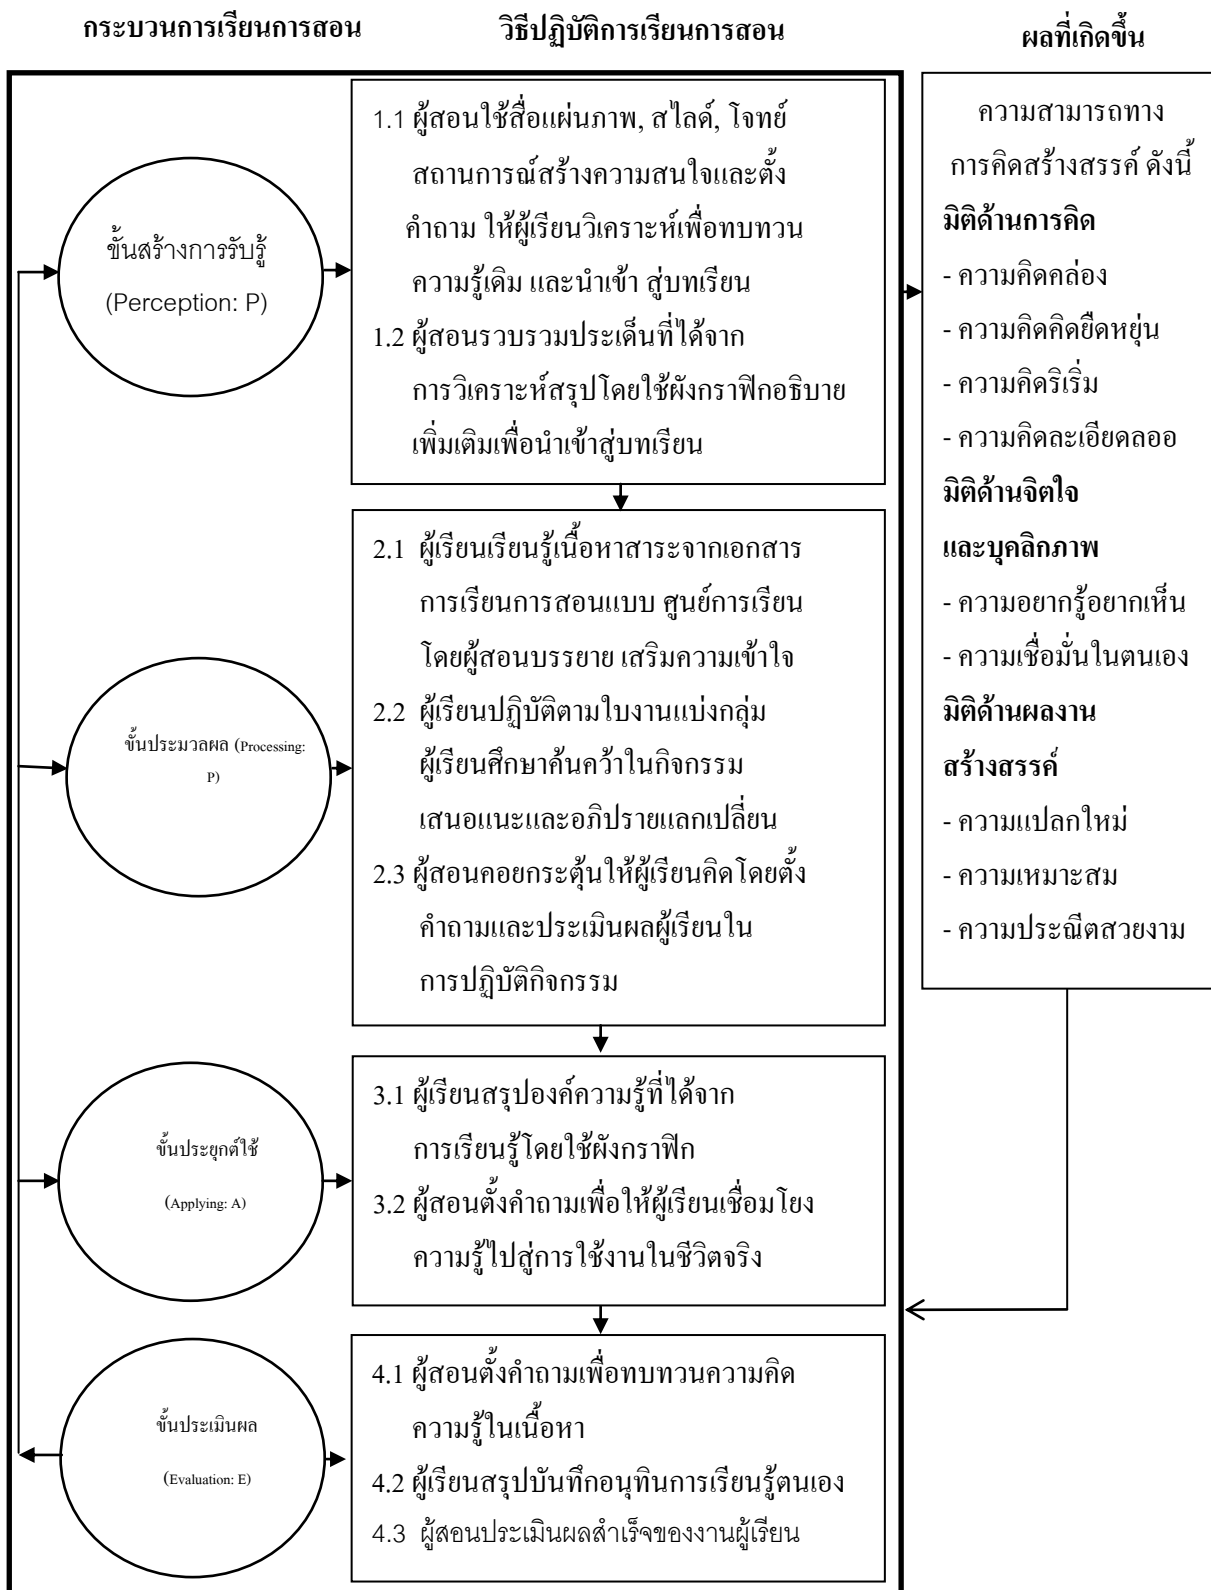 กระบวนการเรียนการสอน
วิธีปฏิบัติการเรียนการสอน
ผลที่เกิดขึ้น
ขั้นสร้างการรับรู้
(Perception: P)
1.1 ผู้สอนใช้สื่อแผ่นภาพ, สไลด์, โจทย์
สถานการณ์สร้างความสนใจและตั้ง
คำถาม ให้ผู้เรียนวิเคราะห์เพื่อทบทวน
ความรู้เดิม และนำเข้า สู่บทเรียน
1.2 ผู้สอนรวบรวมประเด็นที่ได้จาก
การวิเคราะห์สรุปโดยใช้ผังกราฟิกอธิบาย
เพิ่มเติมเพื่อนำเข้าสู่บทเรียน
ขั้นประมวลผล (Processing:
P)
2.1 ผู้เรียนเรียนรู้เนื้อหาสาระจากเอกสาร
การเรียนการสอนแบบ ศูนย์การเรียน
โดยผู้สอนบรรยาย เสริมความเข้าใจ
2.2 ผู้เรียนปฏิบัติตามใบงานแบ่งกลุ่ม
ผู้เรียนศึกษาค้นคว้าในกิจกรรม
เสนอแนะและอภิปรายแลกเปลี่ยน
2.3 ผู้สอนคอยกระตุ้นให้ผู้เรียนคิดโดยตั้ง
คำถามและประเมินผลผู้เรียนใน
การปฏิบัติกิจกรรม
ขั้นประยุกต์ใช้
(Applying: A)
3.1 ผู้เรียนสรุปองค์ความรู้ที่ได้จาก
การเรียนรู้โดยใช้ผังกราฟิก
3.2 ผู้สอนตั้งคำถามเพื่อให้ผู้เรียนเชื่อมโยง
ความรู้ไปสู่การใช้งานในชีวิตจริง
ขั้นประเมินผล
(Evaluation: E)
4.1 ผู้สอนตั้งคำถามเพื่อทบทวนความคิด
ความรู้ในเนื้อหา
4.2 ผู้เรียนสรุปบันทึกอนุทินการเรียนรู้ตนเอง
4.3 ผู้สอนประเมินผลสำเร็จของงานผู้เรียน
ความสามารถทาง
การคิดสร้างสรรค์ ดังนี้
มิติด้านการคิด
- ความคิดคล่อง
- ความคิดคิดยืดหยุ่น
- ความคิดริเริ่ม
- ความคิดละเอียดลออ
มิติด้านจิตใจ
และบุคลิกภาพ
- ความอยากรู้อยากเห็น
- ความเชื่อมั่นในตนเอง
มิติด้านผลงาน
สร้างสรรค์
- ความแปลกใหม่
- ความเหมาะสม
- ความประณีตสวยงาม